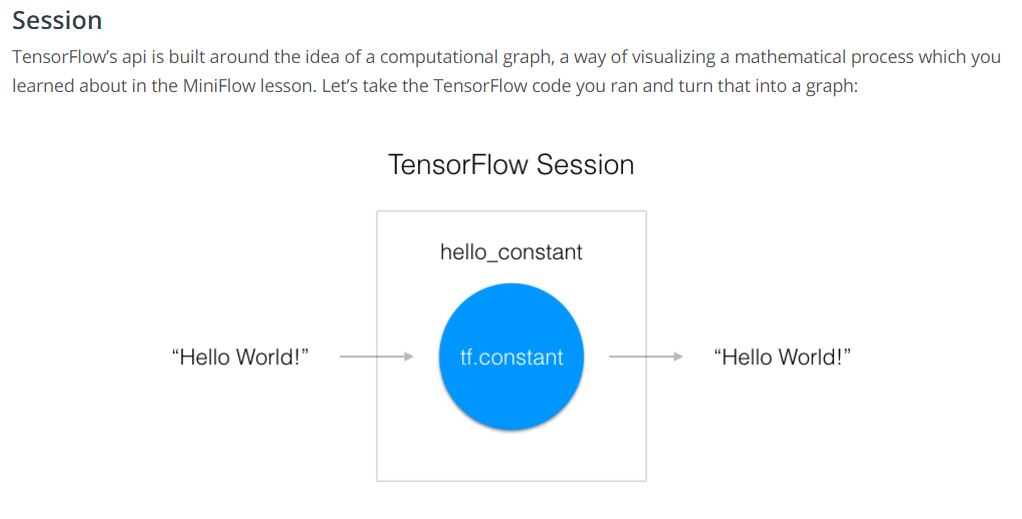 Session
TensorFlow’s api is built around the idea of a computational graph, a way of visualizing a mathematical process which you
learned about in the MiniFlow lesson. Let’s take the TensorFlow code you ran and turn that into a graph:
TensorFlow Session
hello_constant
“Hello World!”
tf.constant
“Hello World!”